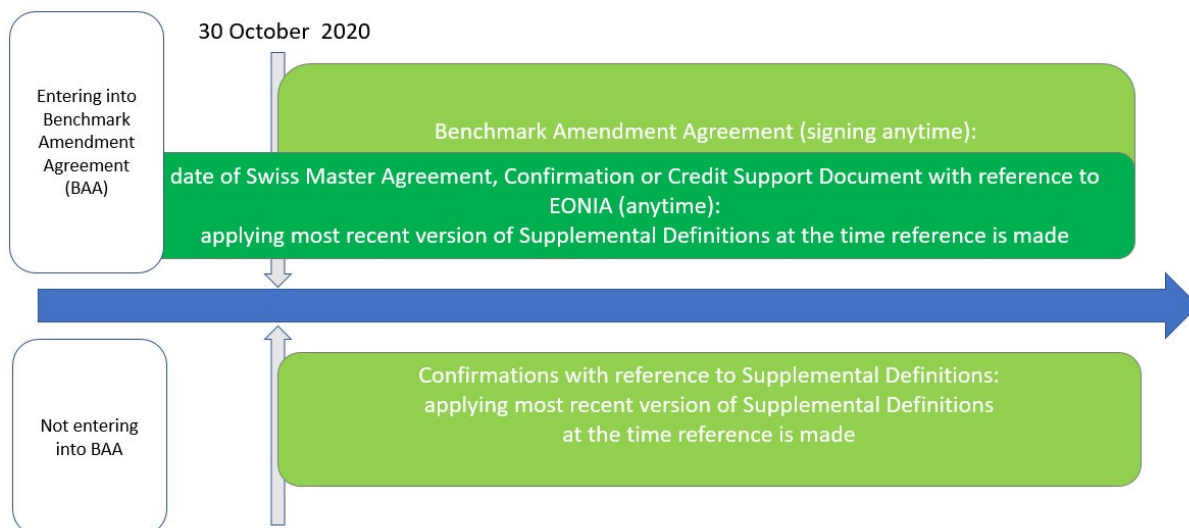 30 October 2020
Entering into
Benchmark
Amendment
Agreement
(BAA)
Benchmark Amendment Agreement (signing anytime):
date of Swiss Master Agreement, Confirmation or Credit Support Document with reference to
EONIA (anytime):
applying most recent version of Supplemental Definitions at the time reference is made
Not entering
into BAA
Confirmations with reference to Supplemental Definitions:
applying most recent version of Supplemental Definitions
at the time reference is made